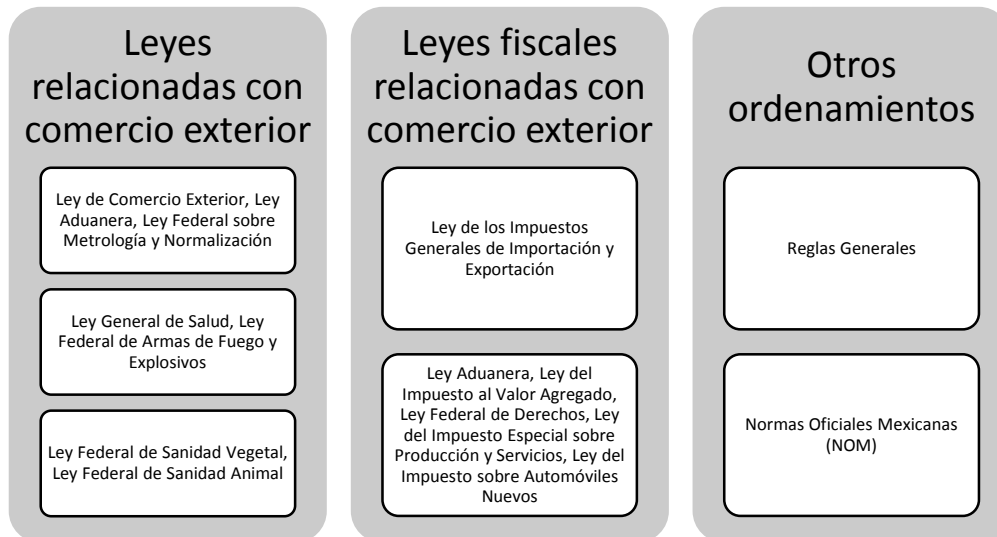 Leyes
relacionadas con
comercio exterior
Ley de Comercio Exterior, Ley
Aduanera, Ley Federal sobre
Metrología y Normalización
Ley General de Salud, Ley
Federal de Armas de Fuego y
Explosivos
Ley Federal de Sanidad Vegetal,
Ley Federal de Sanidad Animal
Leyes fiscales
relacionadas con
comercio exterior
Ley de los Impuestos
Generales de Importación y
Exportación
Ley Aduanera, Ley del
Impuesto al Valor Agregado,
Ley Federal de Derechos, Ley
del Impuesto Especial sobre
Producción y Servicios, Ley del
Impuesto sobre Automóviles
Nuevos
Otros
ordenamientos
Reglas Generales
Normas Oficiales Mexicanas
(NOM)